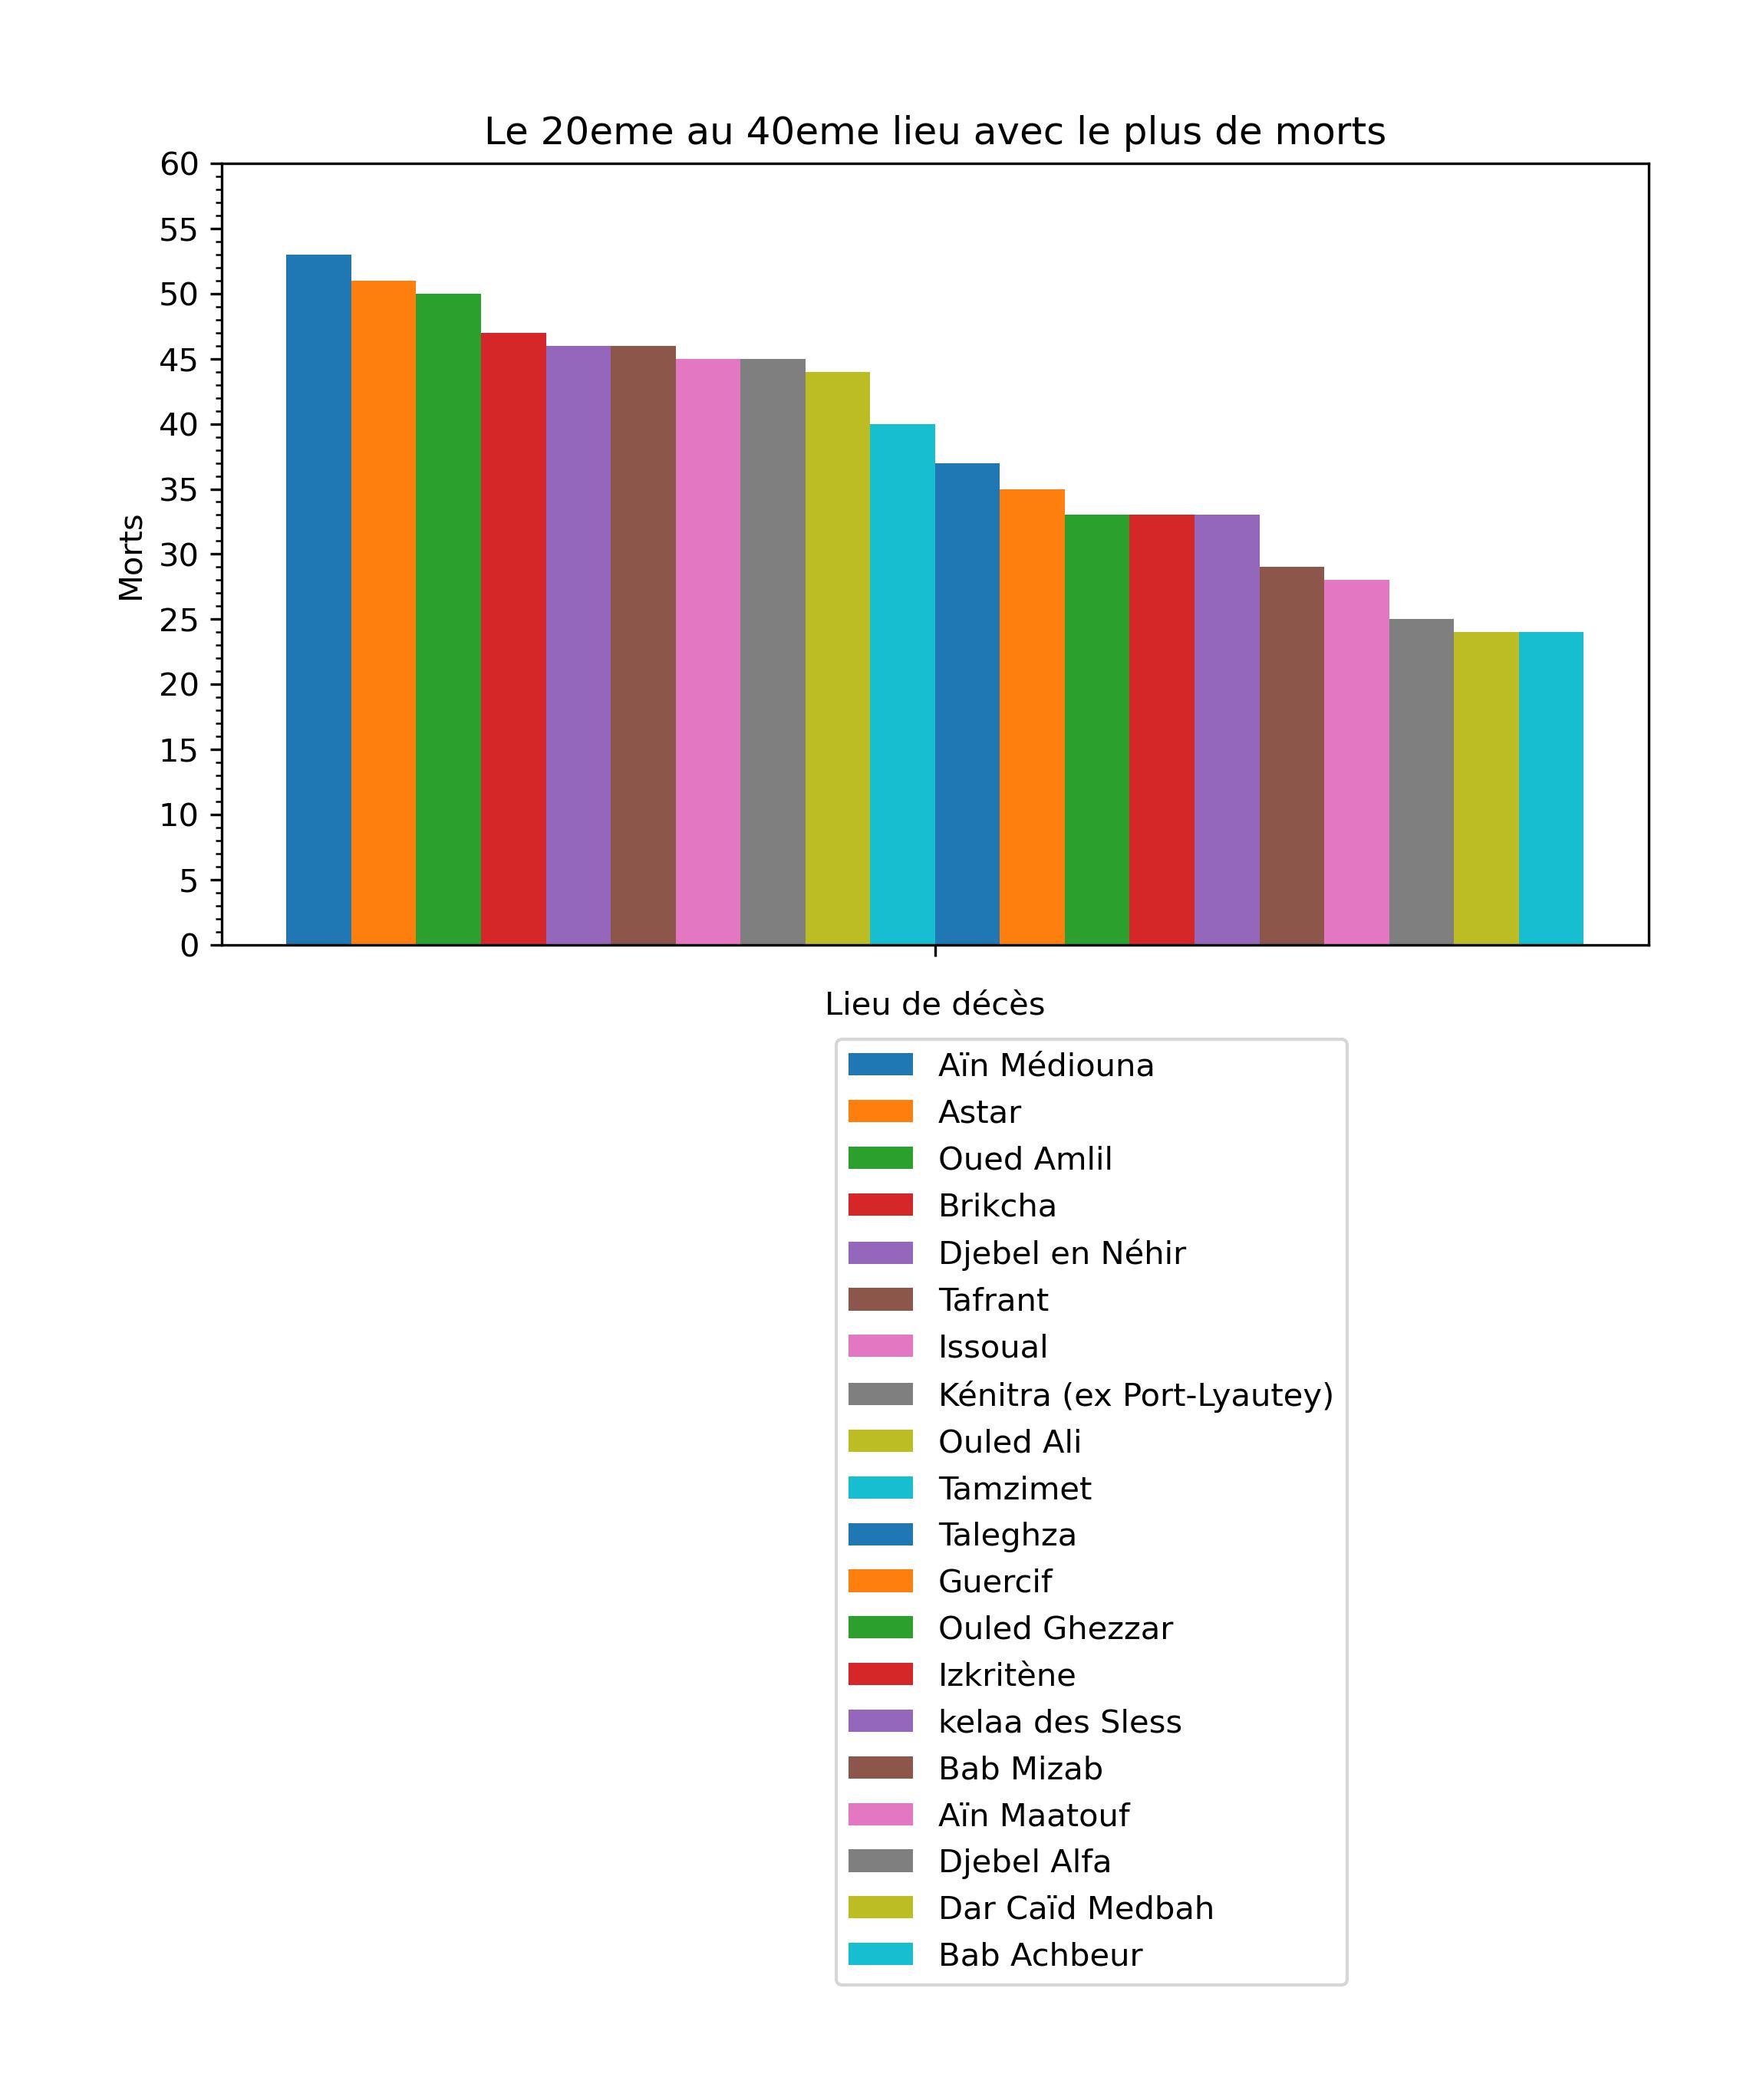 Le 20eme au 40eme lieu avec le plus de morts
60
55
50
45
40
35
30
25
20
15
10
5
0
Morts
Lieu de décès
Aïn Médiouna
Astar
Oued Amlil
Brikcha
Djebel en Néhir
Tafrant
Issoual
Kénitra (ex Port-Lyautey)
Ouled Ali
Tamzimet
Taleghza
Guercif
Ouled Ghezzar
Izkritène
kelaa des Sless
Bab Mizab
Aïn Maatouf
Djebel Alfa
Dar Caïd Medbah
Bab Achbeur